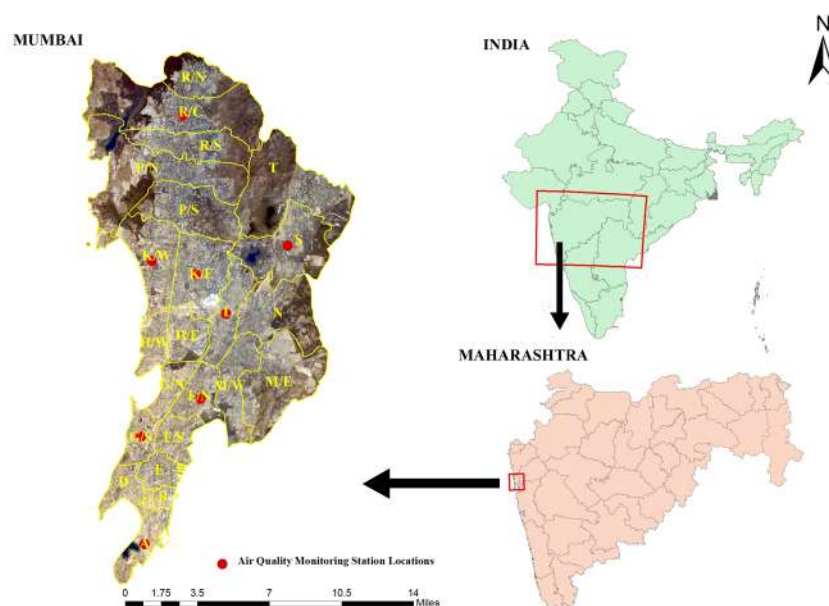 MUMBAI
INDIA
N
R/N
R/C
R/S
T
P/N
P/S
S
K/W
K/E
L
N
H/W
H/E
G/N
M/W
M/E
F/N
G/S
F/S
E
D
C
B
A
MAHARASHTRA
Air Quality Monitoring Station Locations
0 1.75 3.5 7 10.5 14
Miles